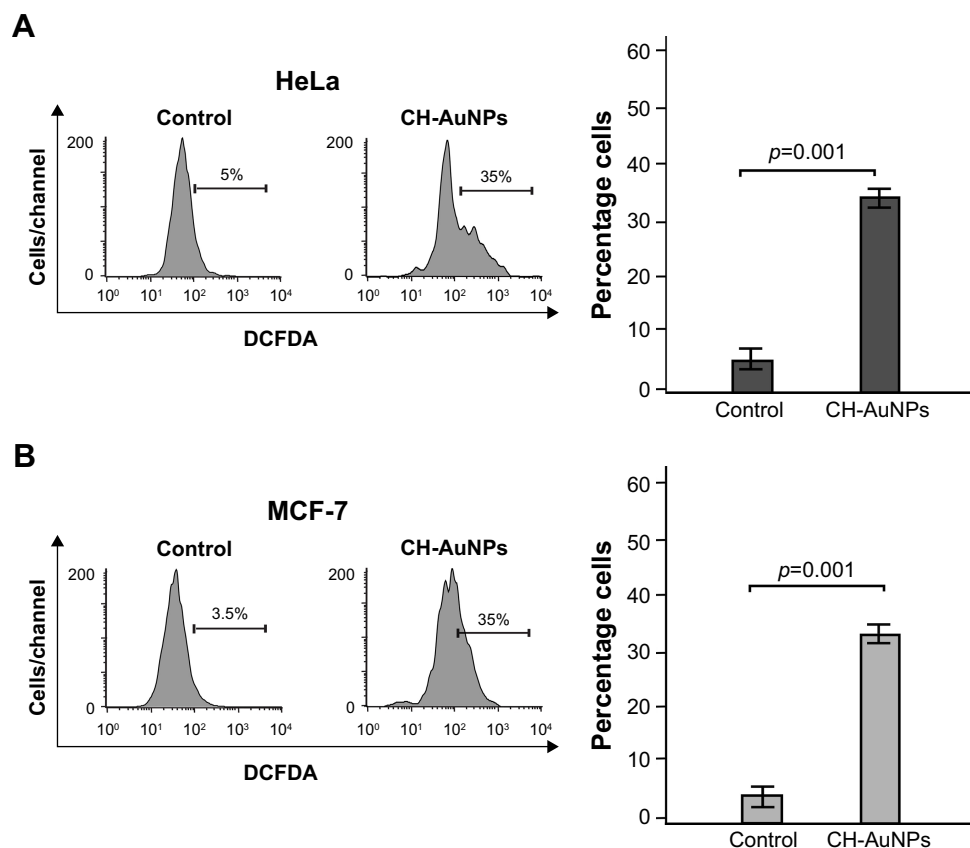 A
HeLa
Control
CH-AuNPs
Cells/channel
200
0
5%
10⁰ 10¹ 10² 10³ 10⁴
200
0
35%
10⁰ 10¹ 10² 10³ 10⁴
DCFDA
Percentage cells
60
50
40
30
20
10
0
p=0.001
Control CH-AuNPs
B
MCF-7
Control
CH-AuNPs
Cells/channel
200
0
3.5%
10⁰ 10¹ 10² 10³ 10⁴
200
0
35%
10⁰ 10¹ 10² 10³ 10⁴
DCFDA
Percentage cells
60
50
40
30
20
10
0
p=0.001
Control CH-AuNPs